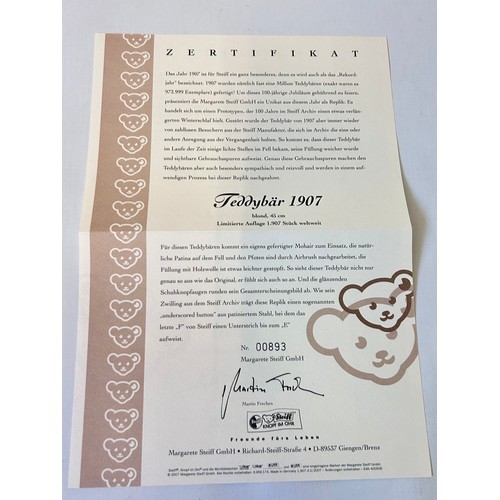 ZERTIFIKAT
Das Jahr 1907 ist für Steiff ein ganz besonderes, denn es wird auch als das „Rekord-
jahr" bezeichnet. 1907 wurden nämlich fast eine Million Teddybären (exakt waren es
973.999 Exemplare) gefertigt! Um dieses 100-jährige Jubiläum gebührend zu feiern,
präsentiert die Margarete Steiff GmbH ein Unikat aus diesem Jahr als Replik. Es
handelt sich um einen Prototypen, der 100 Jahre im Steiff Archiv einen etwas verlän-
gerten Winterschlaf hielt. Gestört wurde der Teddybär von 1907 aber immer wieder
von zahllosen Besuchern aus der Steiff Manufaktur, die sich im Archiv die eine oder
andere Anregung aus der Vergangenheit holten. So kommt es, dass dieser Teddybär
im Laufe der Zeit einige lichte Stellen im Fell bekam, seine Füllung weicher wurde
und sichtbare Gebrauchsspuren aufweist. Genau diese Gebrauchsspuren machen den
Teddybären aber auch besonders sympathisch und reizvoll und werden in einem auf-
wendigen Prozess bei dieser Replik nachgeahmt.
Teddybär 1907
blond, 45 cm
Limitierte Auflage 1.907 Stück weltweit
Für diesen Teddybären kommt ein eigens gefertigter Mohair zum Einsatz, die natür-
liche Patina auf dem Fell und den Pfoten sind durch Airbrush nachgearbeitet, die
Füllung mit Holzwolle ist etwas leichter gestopft. So sieht dieser Teddybär nicht nur
genau so aus wie das Original, er fühlt sich auch so an. Und die glänzenden
Schuhknopfaugen runden sein Gesamterscheinungsbild ab. Wie sein
Zwilling aus dem Steiff Archiv trägt diese Replik einen sogenannten
„underscored button" aus patiniertem Stahl, bei dem das
letzte „F" von Steiff einen Unterstrich bis zum „E"
aufweist.
Nr. 00893
Margarete Steiff GmbH
Martin Frechen
Steiff
KNOPF IM OHR
Freunde fürs Leben
Margarete Steiff GmbH • Richard-Steiff-Straße 4 • D-89537 Giengen/Brenz